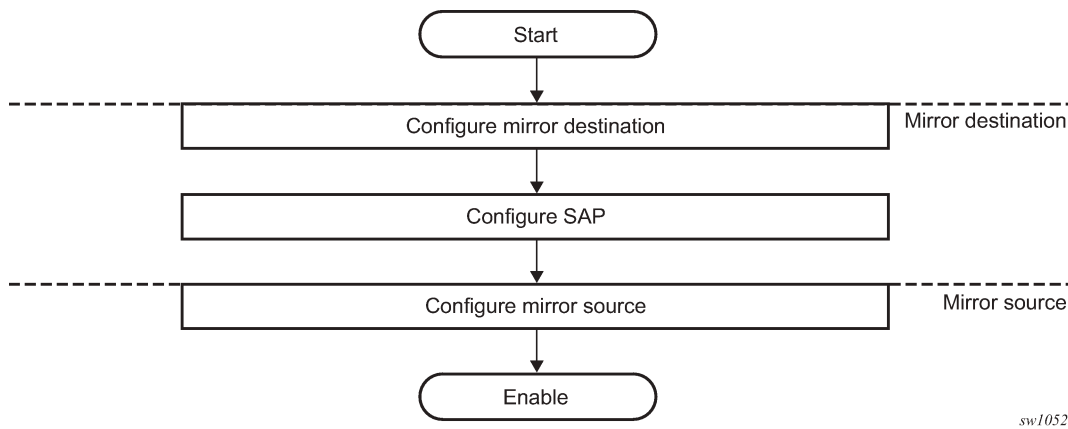 Start
Configure mirror destination
Mirror destination
Configure SAP
Configure mirror source
Mirror source
Enable
sw1052